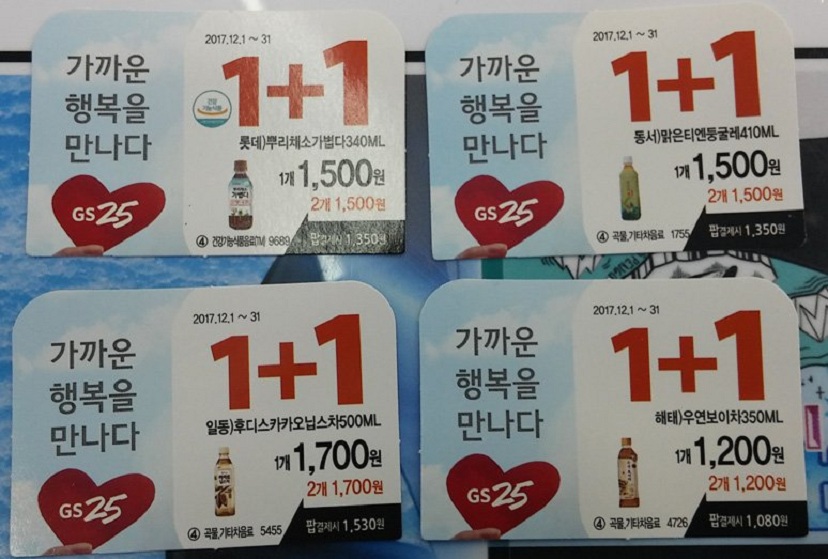 가까운
행복을
만나다
GS25
2017.12.1 ~ 31
1+1
건강
기능식품
롯데)뿌리채소가볍다340ML
1개 1,500원
2개 1,500원
④ 건강기능식품음료(TM) 9689
팝결제시 1,350원
가까운
행복을
만나다
GS25
2017.12.1 ~ 31
1+1
동서)맑은티엔둥굴레410ML
1개 1,500원
2개 1,500원
④ 곡물,기타차음료 1755
팝결제시 1,350원
가까운
행복을
만나다
GS25
2017.12.1 ~ 31
1+1
일동)후디스카카오닙스차500ML
1개 1,700원
2개 1,700원
④ 곡물,기타차음료 5455
팝결제시 1,530원
가까운
행복을
만나다
GS25
2017.12.1 ~ 31
1+1
해태)우연보이차350ML
1개 1,200원
2개 1,200원
④ 곡물,기타차음료 4726
팝결제시 1,080원